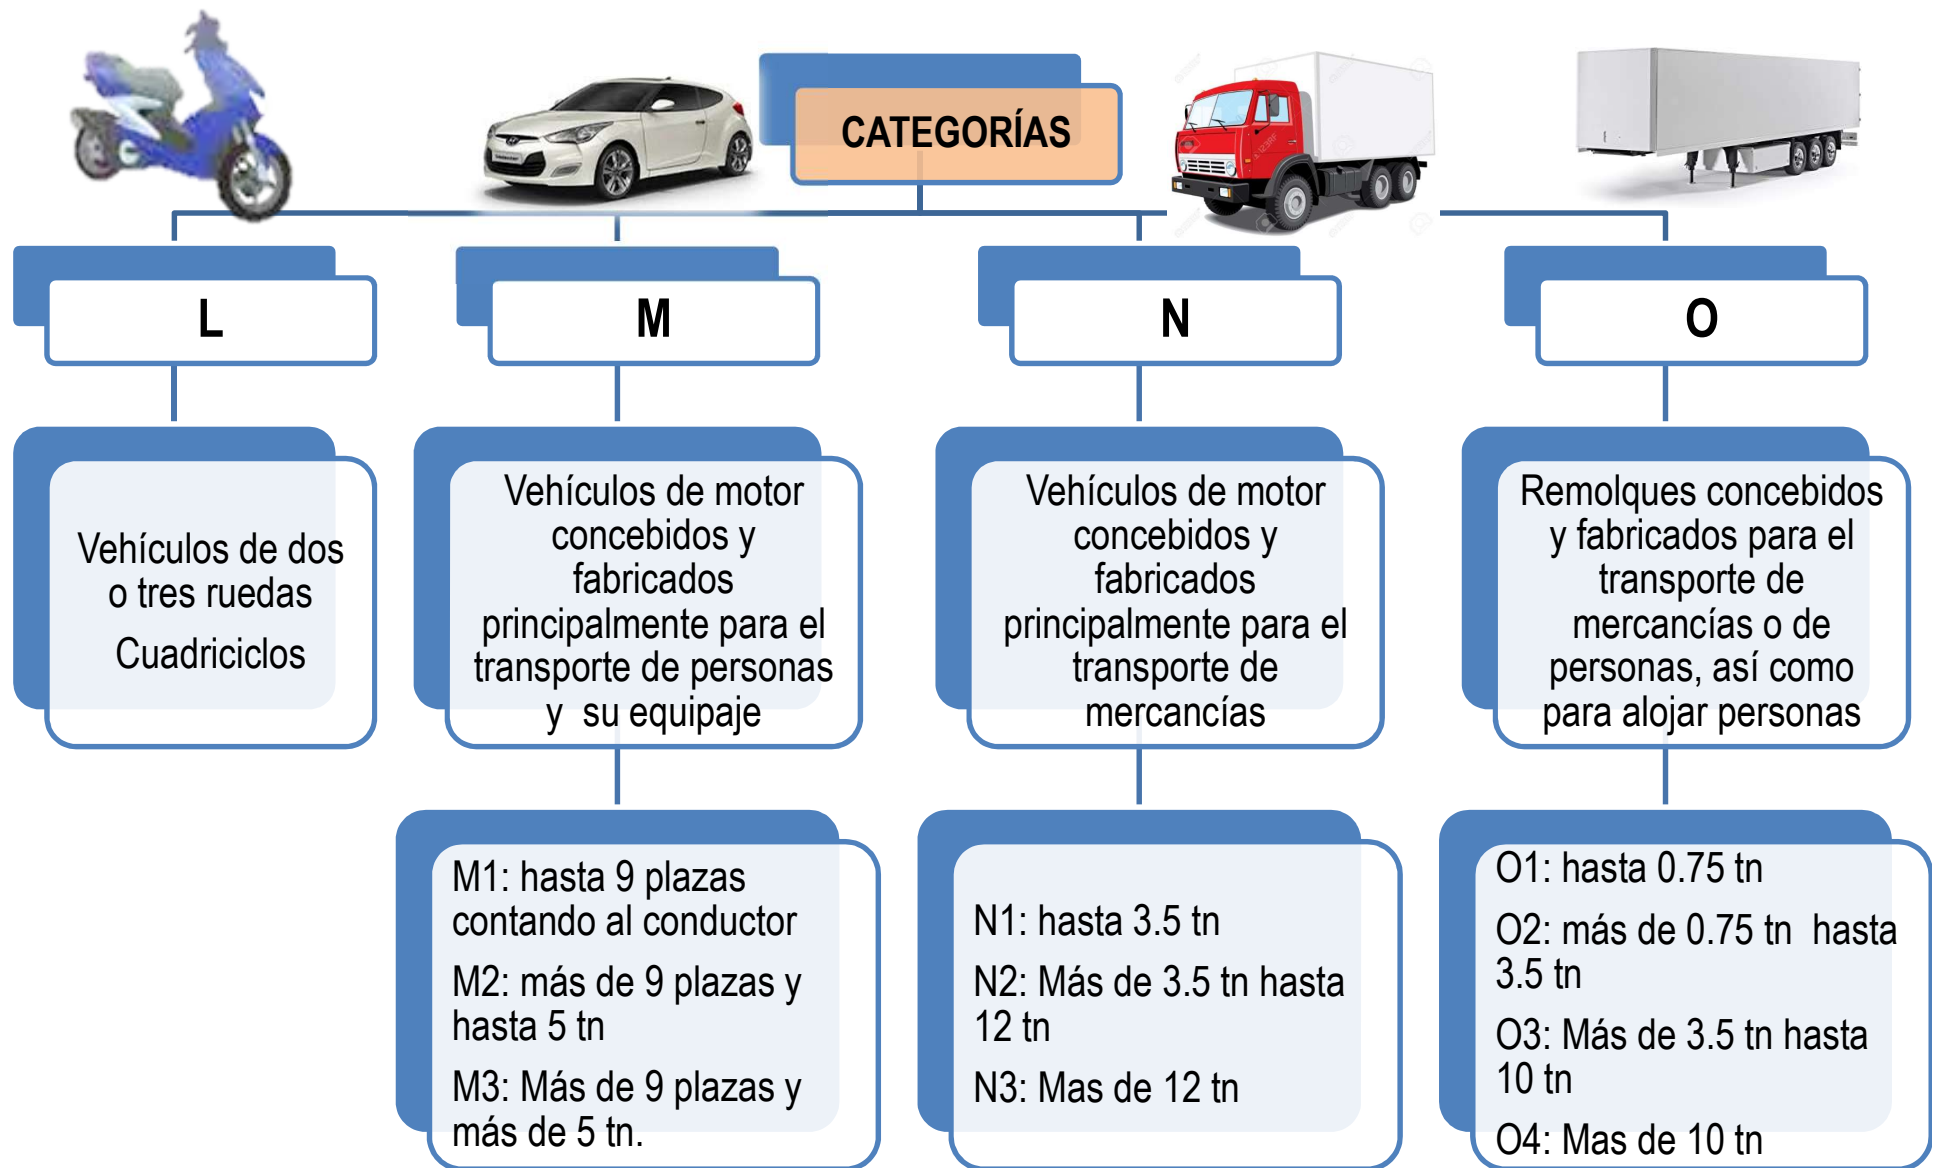 CATEGORÍAS
L
M
N
O
Vehículos de dos
o tres ruedas
Cuadriciclos
Vehículos de motor
concebidos y
fabricados
principalmente para el
transporte de personas
y su equipaje
Vehículos de motor
concebidos y
fabricados
principalmente para el
transporte de
mercancías
Remolques concebidos
y fabricados para el
transporte de
mercancías o de
personas, así como
para alojar personas
M1: hasta 9 plazas
contando al conductor
M2: más de 9 plazas y
hasta 5 tn
M3: Más de 9 plazas y
más de 5 tn.
N1: hasta 3.5 tn
N2: Más de 3.5 tn hasta
12 tn
N3: Mas de 12 tn
O1: hasta 0.75 tn
O2: más de 0.75 tn hasta
3.5 tn
O3: Más de 3.5 tn hasta
10 tn
O4: Mas de 10 tn